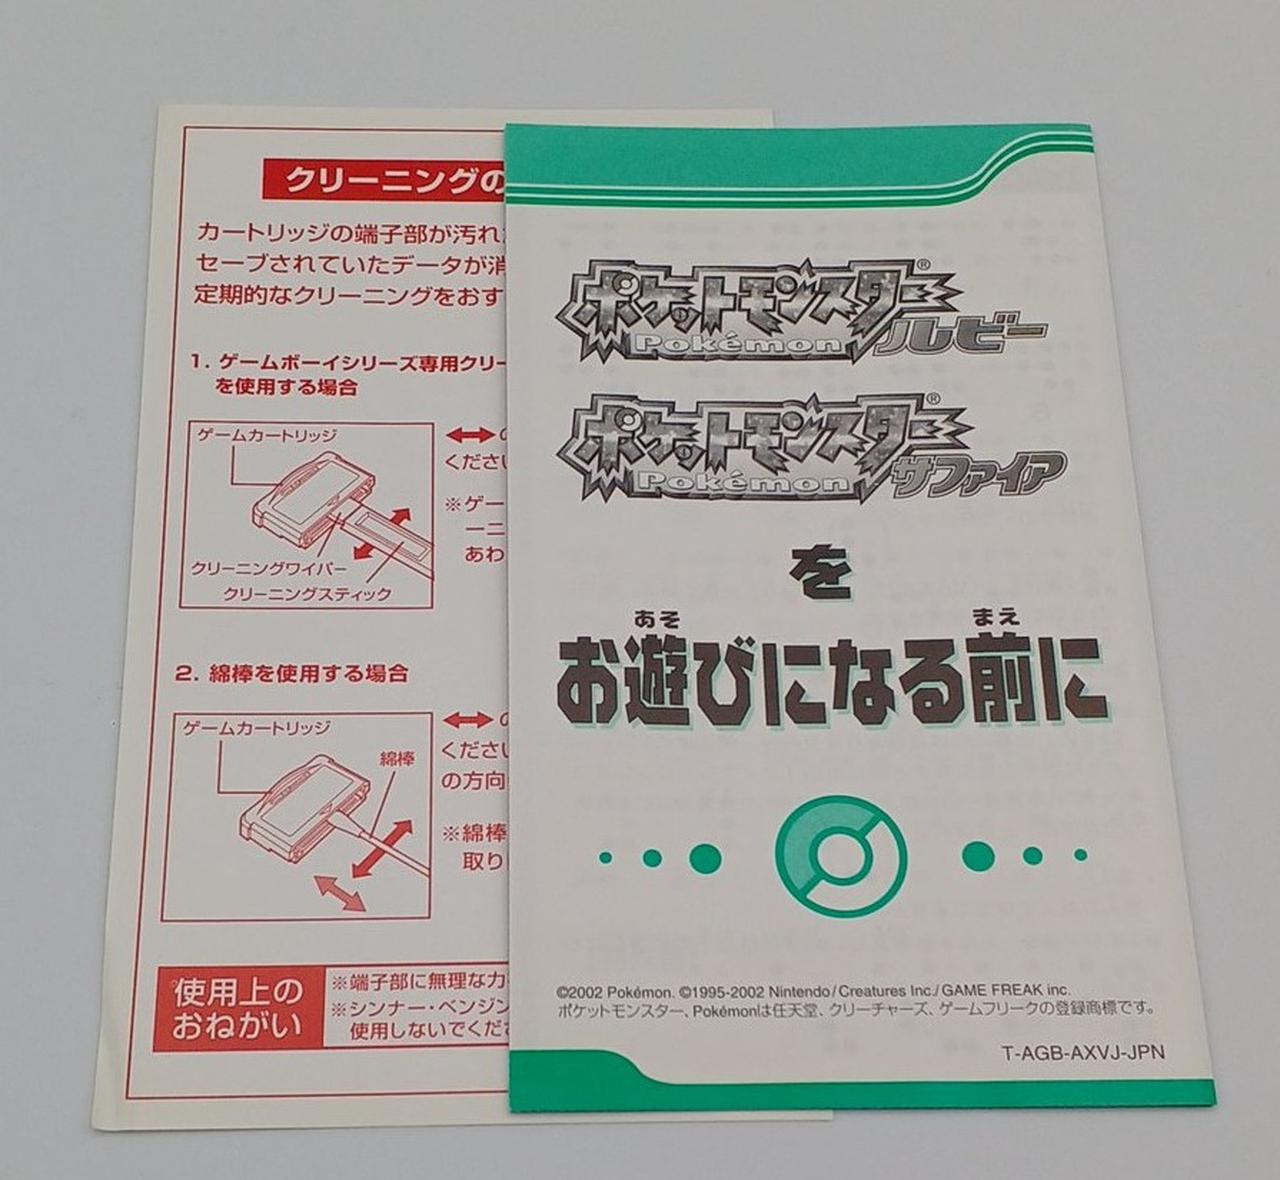 クリーニングの
カートリッジの端子部が汚れ
セーブされていたデータが消
定期的なクリーニングをおす
1. ゲームボーイシリーズ専用クリー
を使用する場合
ゲームカートリッジ
クリーニングワイパー
クリーニングスティック
くださ
※ゲー
ーニ
あわ
2. 綿棒を使用する場合
ゲームカートリッジ
綿棒
くださ
の方向
※綿棒
取り
使用上の
おねがい
※端子部に無理な力
※シンナー・ベンジン
使用しないでくだ
ポケットモンスター®
Pokémon ルビー
ポケットモンスター®
Pokémon サファイア
を
あそ まえ
お遊びになる前に
©2002 Pokémon. ©1995-2002 Nintendo/Creatures Inc./GAME FREAK inc.
ポケットモンスター、Pokémonは任天堂、クリーチャーズ、ゲームフリークの登録商標です。
T-AGB-AXVJ-JPN